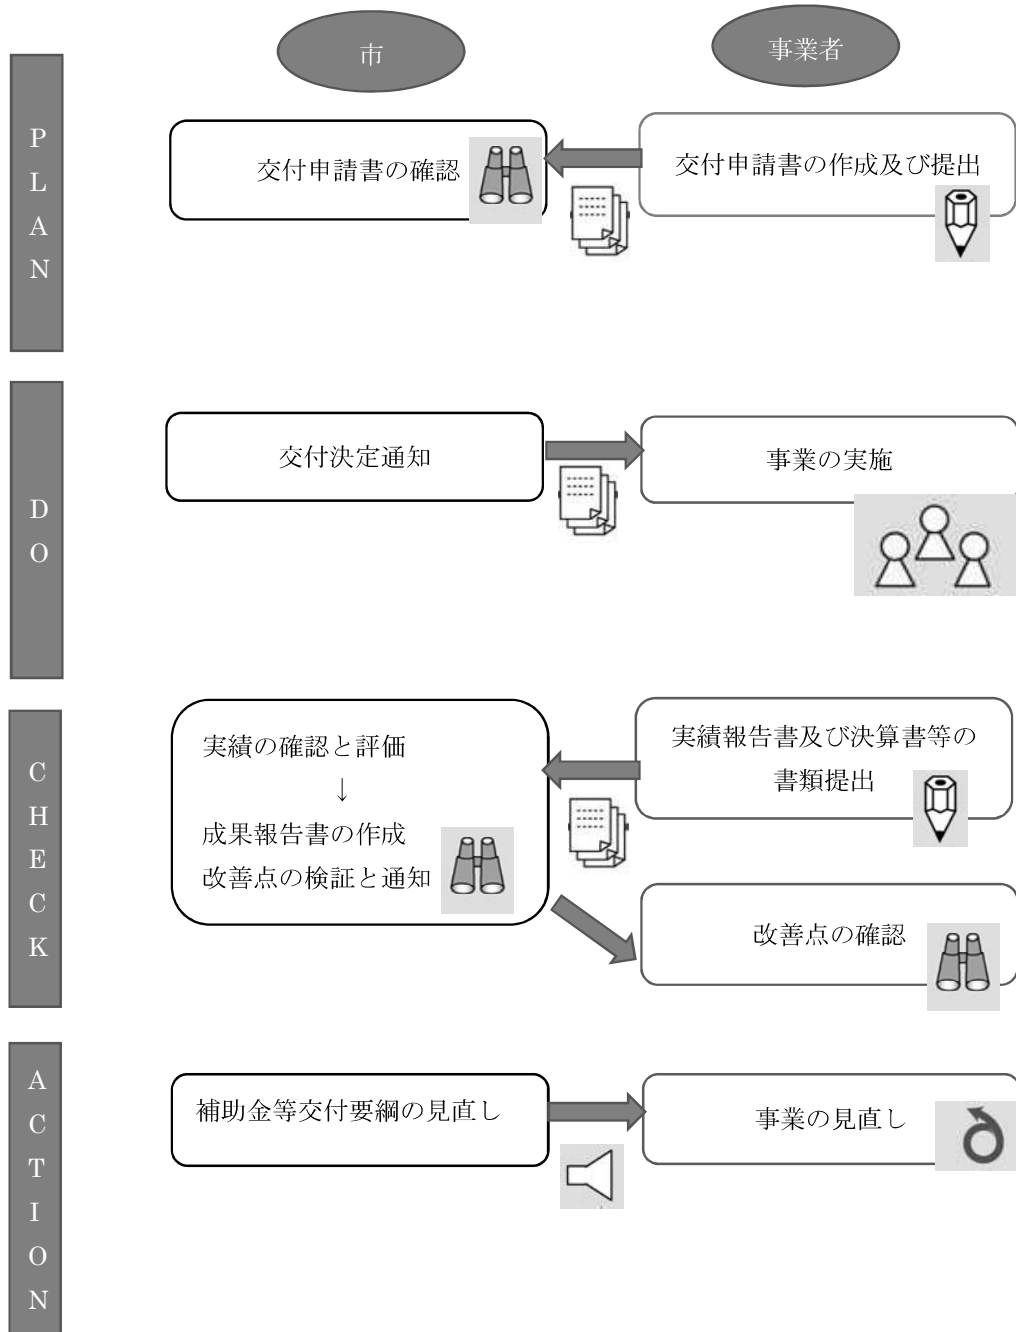 市
事業者
PLAN
交付申請書の確認
交付申請書の作成及び提出
DO
交付決定通知
事業の実施
CHECK
実績の確認と評価
↓
成果報告書の作成
改善点の検証と通知
実績報告書及び決算書等の
書類提出
改善点の確認
ACTION
補助金等交付要綱の見直し
事業の見直し